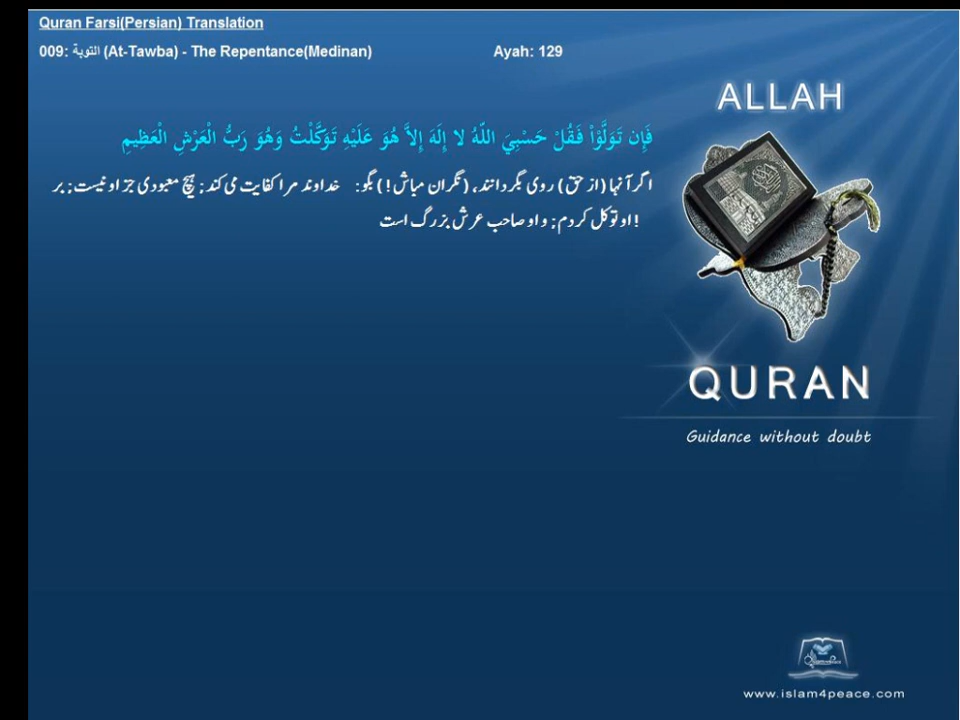 Quran Farsi(Persian) Translation
009: التوبة (At-Tawba) - The Repentance(Medinan) Ayah: 129
ALLAH
فَإِن تَوَلَّوْاْ فَقُلْ حَسْبِيَ اللّهُ لا إِلَهَ إِلاَّ هُوَ عَلَيْهِ تَوَكَّلْتُ وَهُوَ رَبُّ الْعَرْشِ الْعَظِيمِ
اگر آنها (از حق) روی بگردانند، (نگران مباش!) بگو: خداوند مرا کفایت می کند; هیچ معبودی جز او نیست; بر
او توکل کردم; و او صاحب عرش بزرگ است!
QURAN
Guidance without doubt
www.islam4peace.com